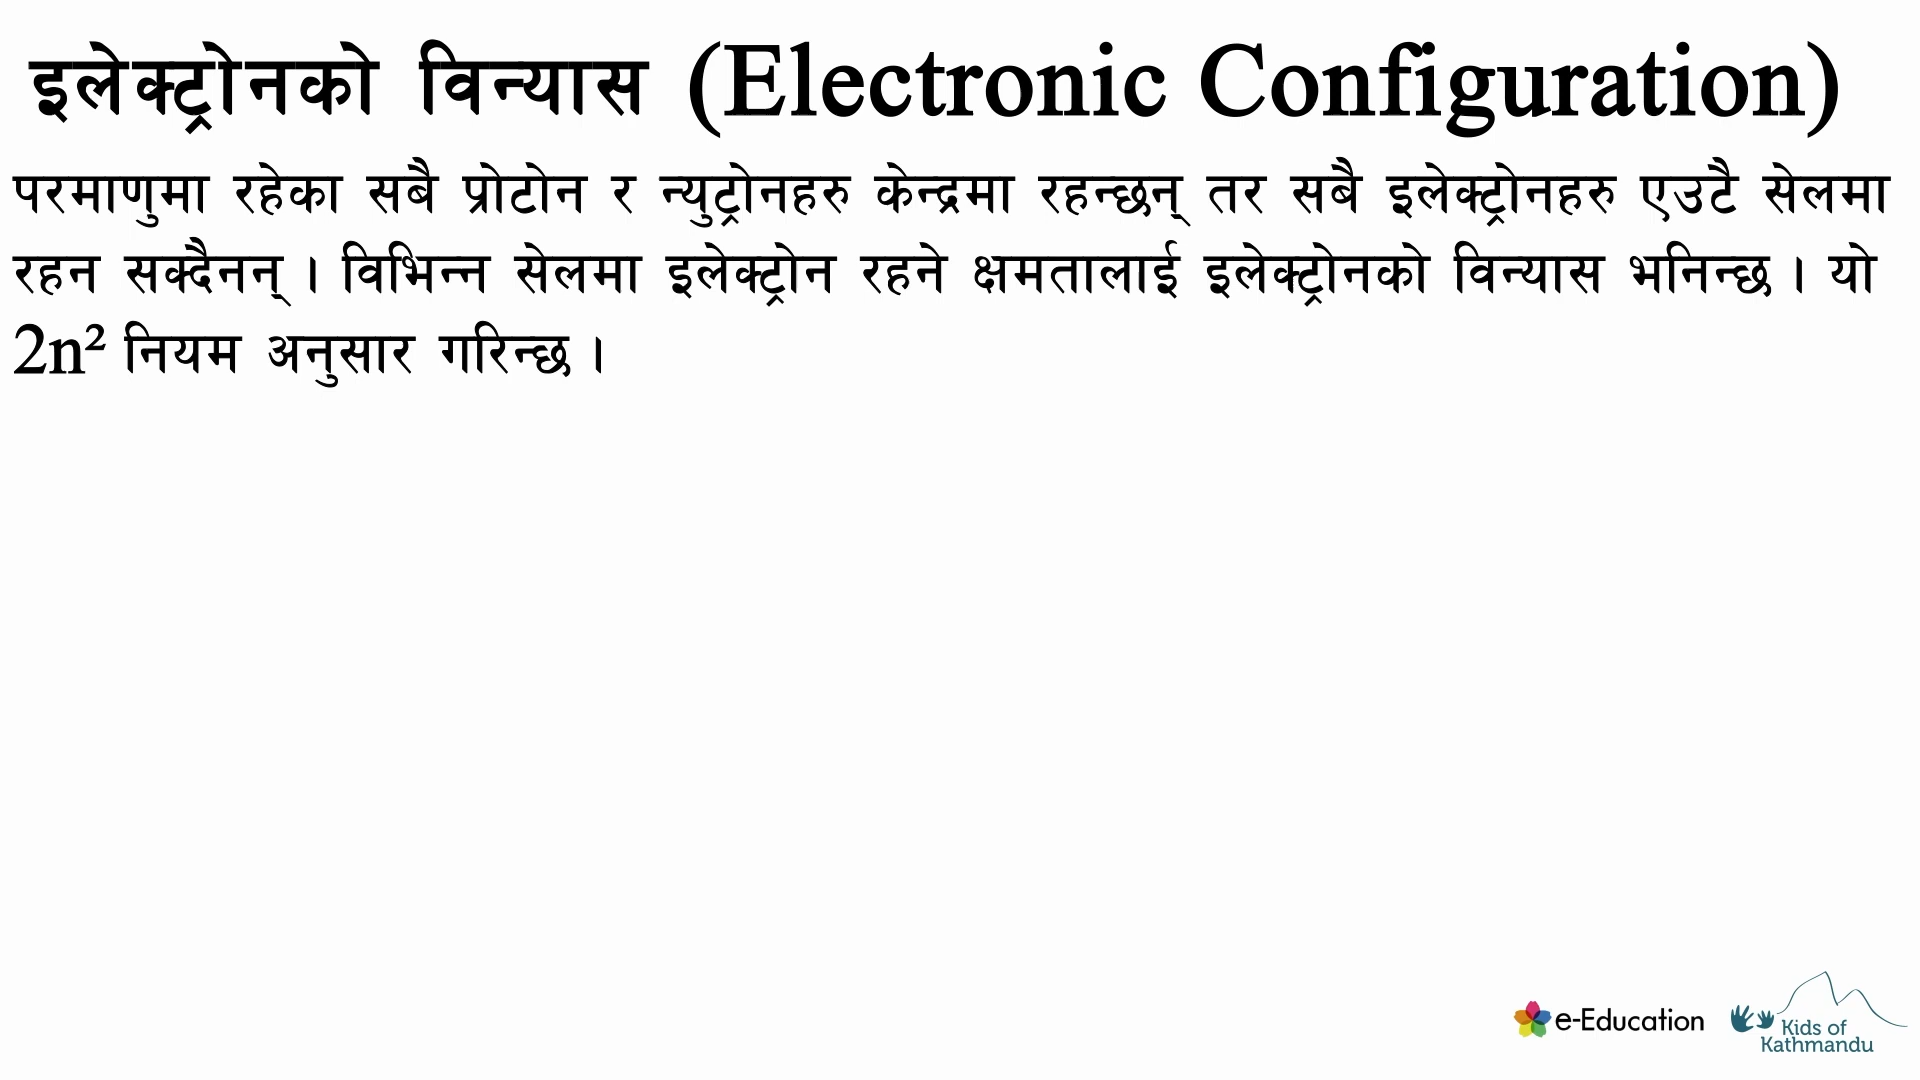 इलेक्ट्रोनको विन्यास (Electronic Configuration)
परमाणुमा रहेका सबै प्रोटोन र न्युट्रोनहरु केन्द्रमा रहन्छन् तर सबै इलेक्ट्रोनहरु एउटै सेलमा
रहन सक्दैनन् । विभिन्न सेलमा इलेक्ट्रोन रहने क्षमतालाई इलेक्ट्रोनको विन्यास भनिन्छ । यो
2n² नियम अनुसार गरिन्छ ।
e-Education
Kids of
Kathmandu